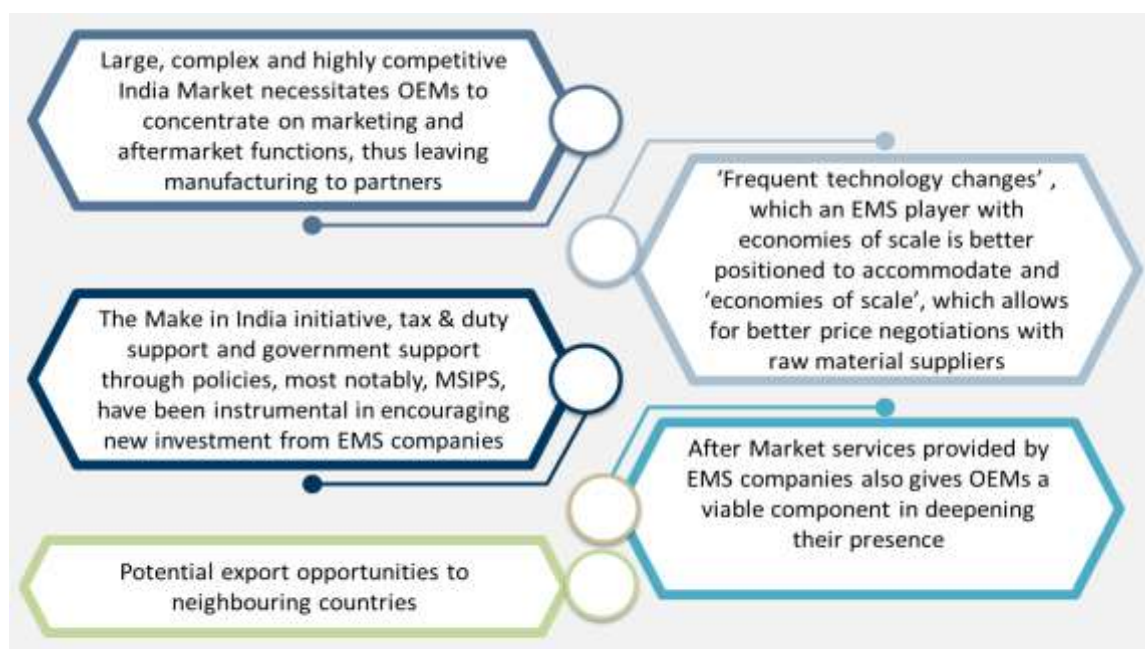 Large, complex and highly competitive
India Market necessitates OEMs to
concentrate on marketing and
aftermarket functions, thus leaving
manufacturing to partners
‘Frequent technology changes’ ,
which an EMS player with
economies of scale is better
positioned to accommodate and
‘economies of scale’, which allows
for better price negotiations with
raw material suppliers
The Make in India initiative, tax & duty
support and government support
through policies, most notably, MSIPS,
have been instrumental in encouraging
new investment from EMS companies
After Market services provided by
EMS companies also gives OEMs a
viable component in deepening
their presence
Potential export opportunities to
neighbouring countries